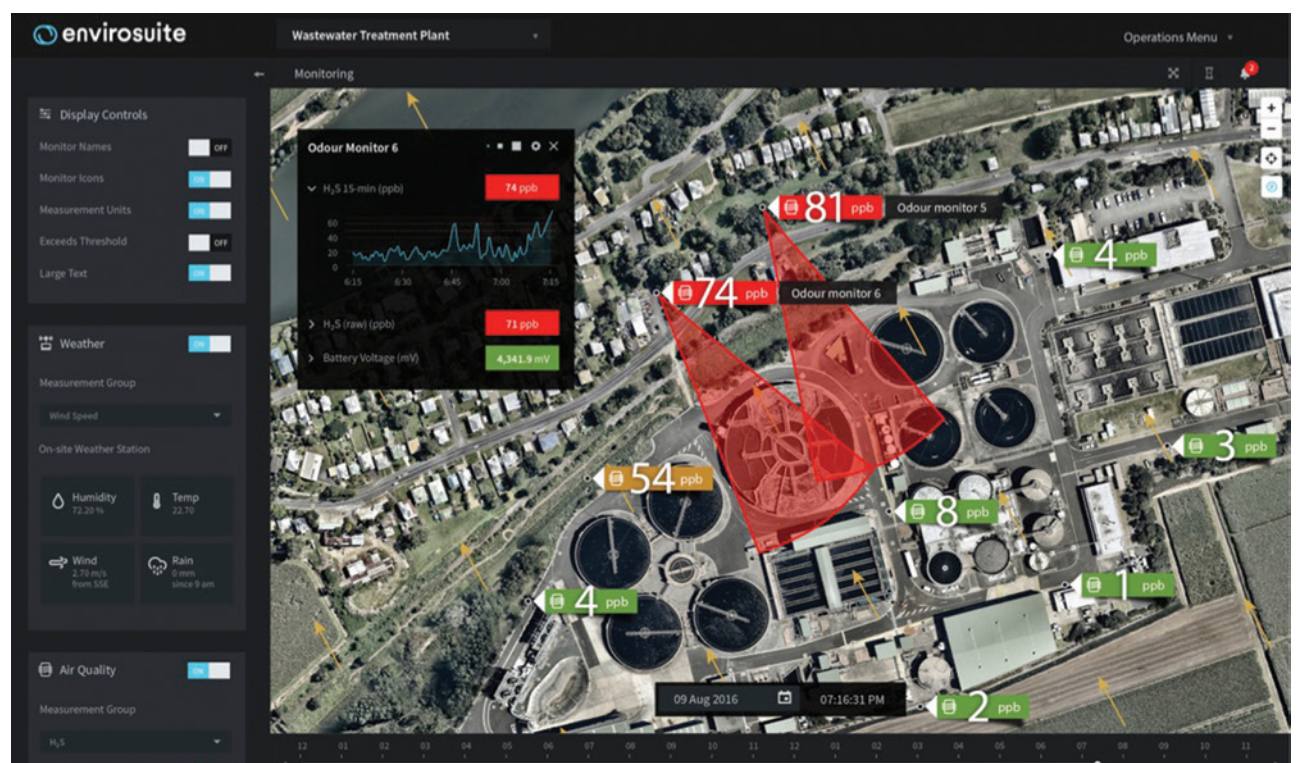 envirosuite
Wastewater Treatment Plant
Operations Menu
Monitoring
2
Display Controls
Monitor Names OFF
Monitor Icons ON
Measurement Units ON
Exceeds Threshold OFF
Large Text ON
Weather ON
Measurement Group
Wind Speed
On-site Weather Station
Humidity
72.20 %
Temp
22.70
Wind
2.70 m/s
from SSE
Rain
0 mm
since 9 am
Air Quality ON
Measurement Group
H₂S
Odour Monitor 6
H₂S 15-min (ppb) 74 ppb
60
40
20
0
6:15 6:30 6:45 7:00 7:15
H₂S (raw) (ppb) 71 ppb
Battery Voltage (mV) 4,341.9 mV
81 ppb Odour monitor 5
4 ppb
74 ppb Odour monitor 6
3 ppb
54 ppb
8 ppb
1 ppb
4 ppb
2 ppb
09 Aug 2016 07:16:31 PM
12 01 02 03 04 05 06 07 08 09 10 11 12 01 02 03 04 05 06 07 08 09 10 11